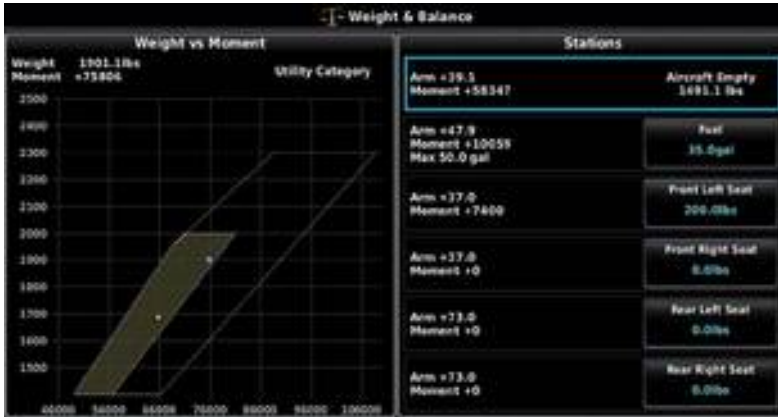 Weight & Balance
Weight vs Moment
Weight 1901.1lbs
Moment +75806
Utility Category
2500
2400
2300
2200
2100
2000
1900
1800
1700
1600
1500
46000 56000 66000 76000 86000 96000 106000
Stations
Arm +39.1
Moment +58347
Aircraft Empty
1491.1 lbs
Arm +47.9
Moment +10059
Max 50.0 gal
Fuel
35.0gal
Arm +37.0
Moment +7400
Front Left Seat
200.0lbs
Arm +37.0
Moment +0
Front Right Seat
0.0lbs
Arm +73.0
Moment +0
Rear Left Seat
0.0lbs
Arm +73.0
Moment +0
Rear Right Seat
0.0lbs